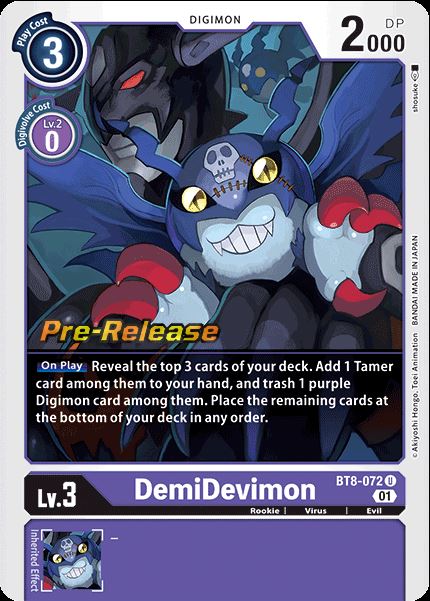 Play Cost
3
DIGIMON
DP
2000
Digivolve Cost
Lv.2
0
shosuke
Pre-Release
On Play Reveal the top 3 cards of your deck. Add 1 Tamer
card among them to your hand, and trash 1 purple
Digimon card among them. Place the remaining cards at
the bottom of your deck in any order.
©Akiyoshi Hongo, Toei Animation BANDAI MADE IN JAPAN
Lv.3
DemiDevimon
BT8-072 U
01
Rookie | Virus | Evil
Inherited Effect
–